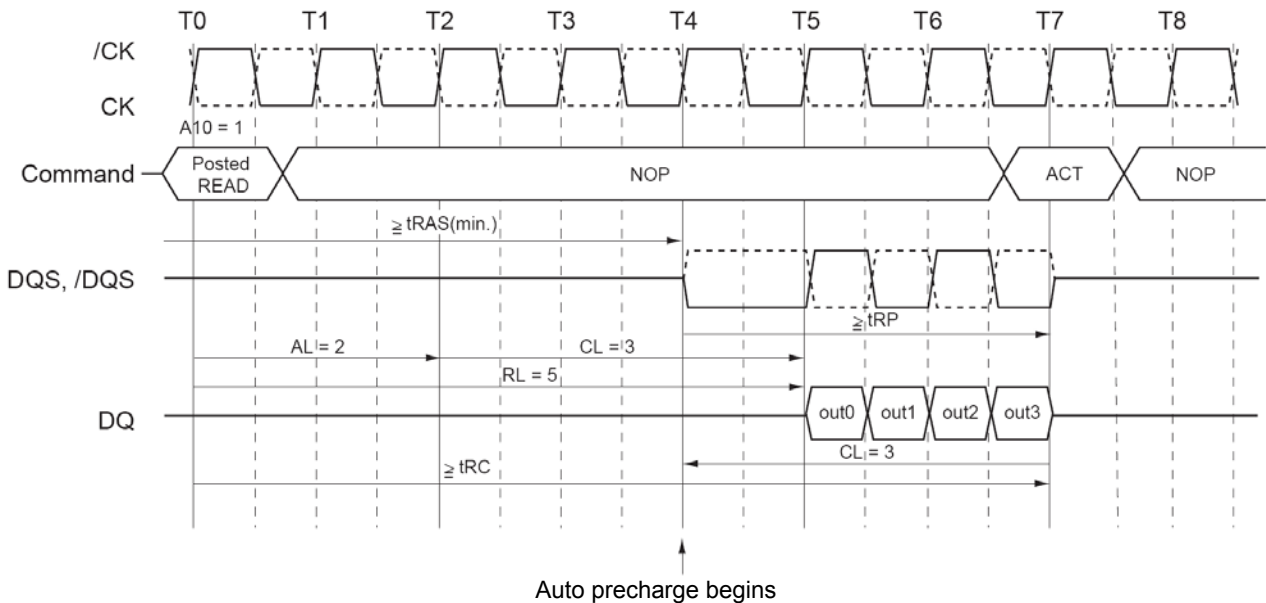 T0 T1 T2 T3 T4 T5 T6 T7 T8
/CK
CK
A10 = 1
Command
Posted
READ
NOP
ACT
NOP
≧ tRAS(min.)
DQS, /DQS
≧ tRP
AL = 2
CL = 3
RL = 5
DQ
out0 out1 out2 out3
CL = 3
≧ tRC
Auto precharge begins